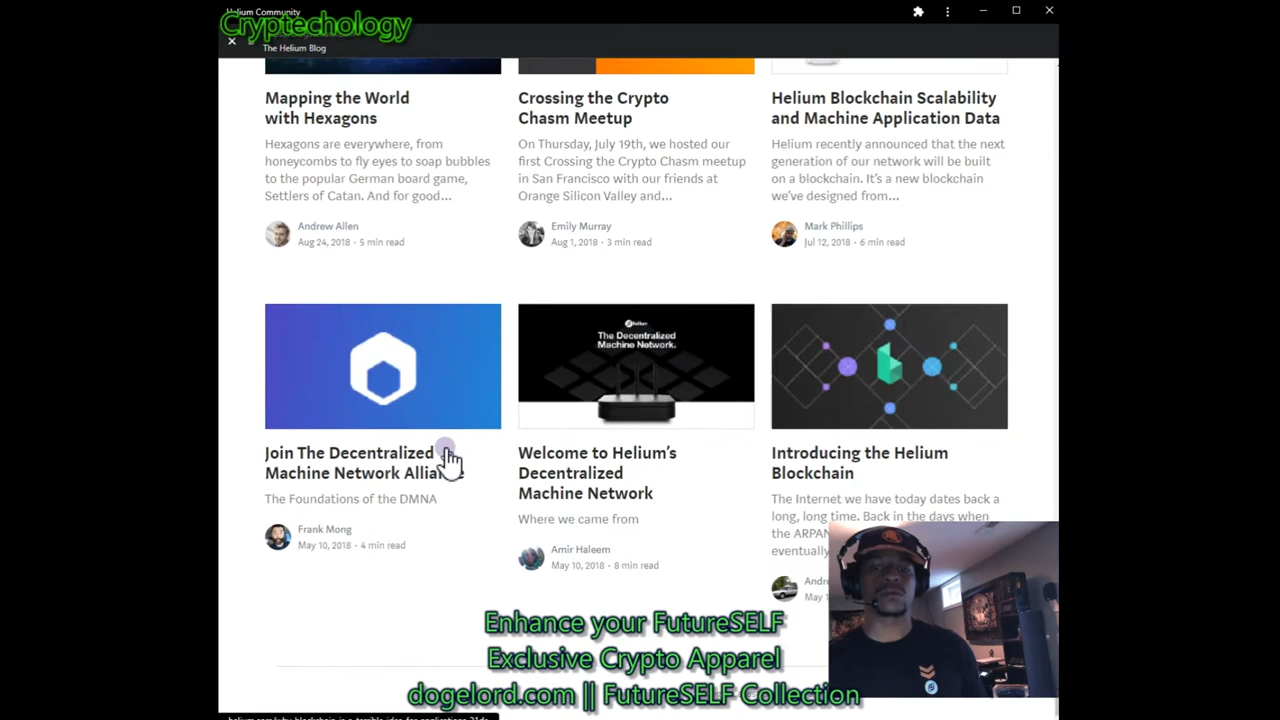 Helium Community
Cryptechology
The Helium Blog
Mapping the World
with Hexagons
Hexagons are everywhere, from
honeycombs to fly eyes to soap bubbles
to the popular German board game,
Settlers of Catan. And for good...
Andrew Allen
Aug 24, 2018 · 5 min read
Crossing the Crypto
Chasm Meetup
On Thursday, July 19th, we hosted our
first Crossing the Crypto Chasm meetup
in San Francisco with our friends at
Orange Silicon Valley and...
Emily Murray
Aug 1, 2018 · 3 min read
Helium Blockchain Scalability
and Machine Application Data
Helium recently announced that the next
generation of our network will be built
on a blockchain. It's a new blockchain
we've designed from...
Mark Phillips
Jul 12, 2018 · 6 min read
Join The Decentralized
Machine Network
The Foundations of the DMNA
Frank Mong
May 10, 2018 · 4 min read
Helium
The Decentralized
Machine Network.
Welcome to Helium's
Decentralized
Machine Network
Where we came from
Amir Haleem
May 10, 2018 · 8 min read
Introducing the Helium
Blockchain
The Internet we have today dates back a
long, long time. Back in the days when
the
Enhance your FutureSELF
Exclusive Crypto Apparel
dogelord.com || FutureSELF Collection